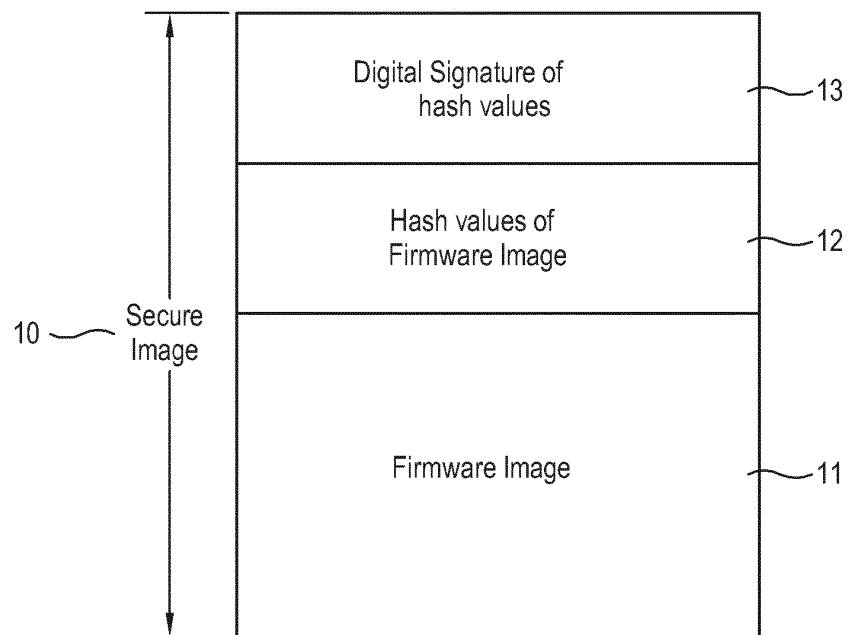 Digital Signature of
hash values
13
Hash values of
Firmware Image
12
10
Secure
Image
Firmware Image
11